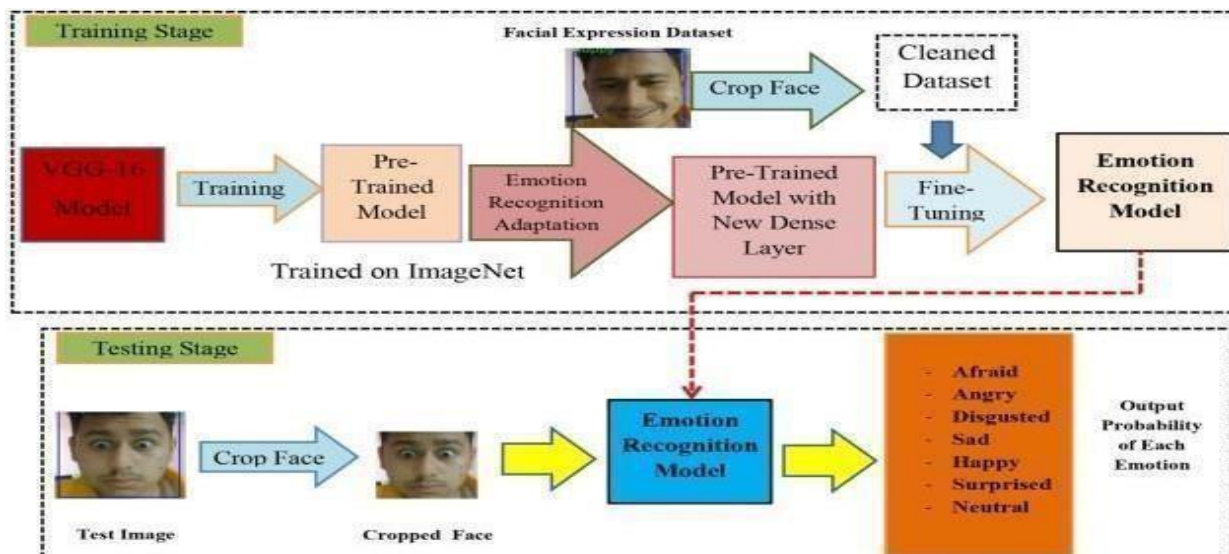 Training Stage
Facial Expression Dataset
Happy
Crop Face
Cleaned
Dataset
VGG-16
Model
Training
Pre-
Trained
Model
Emotion
Recognition
Adaptation
Pre-Trained
Model with
New Dense
Layer
Fine-
Tuning
Emotion
Recognition
Model
Trained on ImageNet
Testing Stage
Test Image
Crop Face
Cropped Face
Emotion
Recognition
Model
- Afraid
- Angry
- Disgusted
- Sad
- Happy
- Surprised
- Neutral
Output
Probability
of Each
Emotion